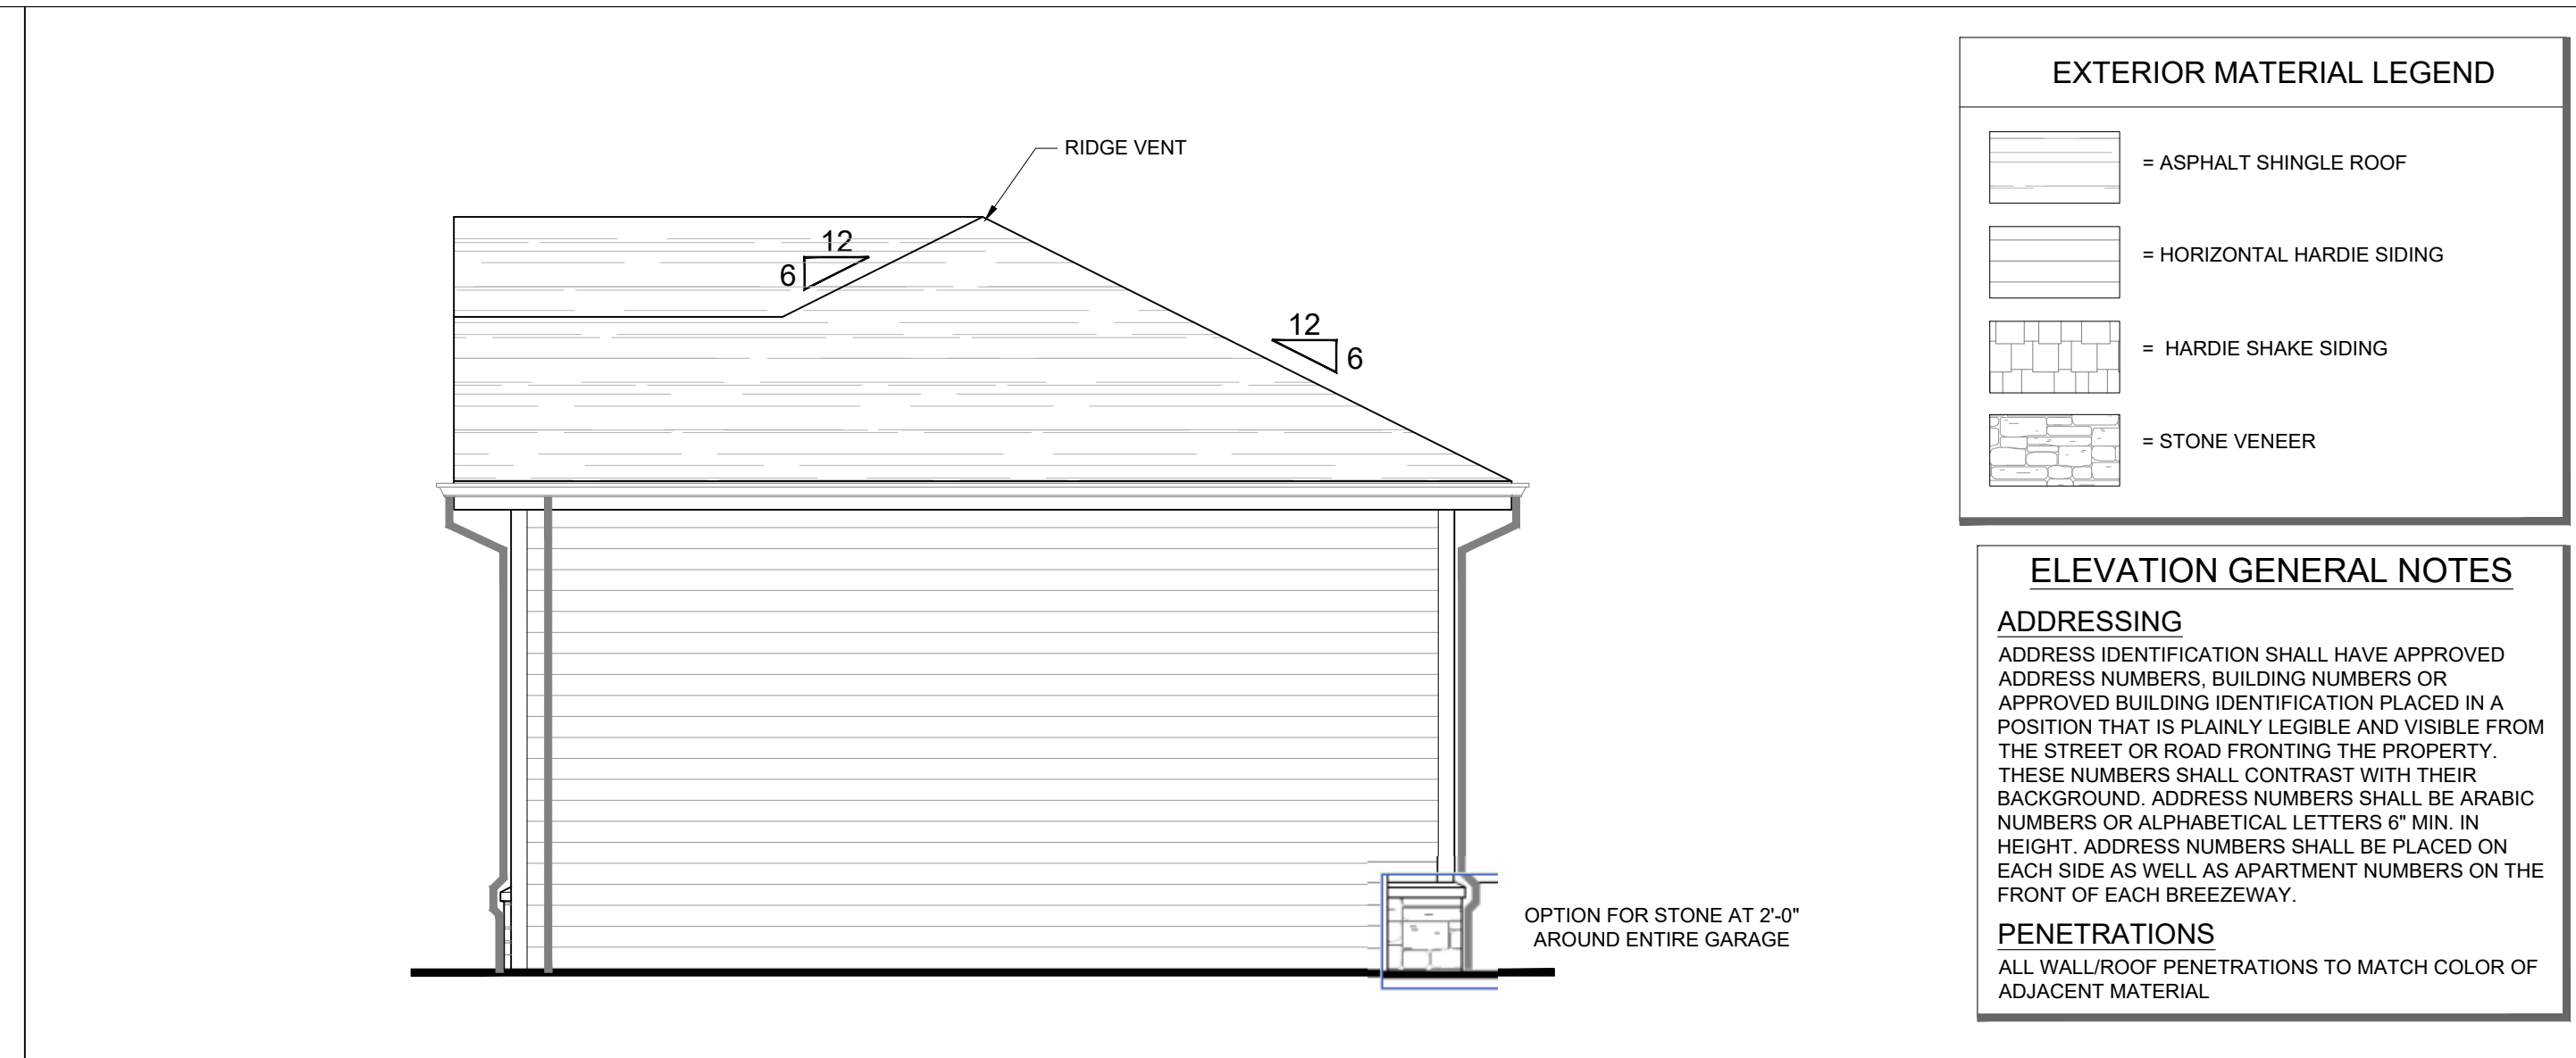 RIDGE VENT
12
6
12
6
OPTION FOR STONE AT 2'-0"
AROUND ENTIRE GARAGE
EXTERIOR MATERIAL LEGEND
= ASPHALT SHINGLE ROOF
= HORIZONTAL HARDIE SIDING
= HARDIE SHAKE SIDING
= STONE VENEER
ELEVATION GENERAL NOTES
ADDRESSING
ADDRESS IDENTIFICATION SHALL HAVE APPROVED
ADDRESS NUMBERS, BUILDING NUMBERS OR
APPROVED BUILDING IDENTIFICATION PLACED IN A
POSITION THAT IS PLAINLY LEGIBLE AND VISIBLE FROM
THE STREET OR ROAD FRONTING THE PROPERTY.
THESE NUMBERS SHALL CONTRAST WITH THEIR
BACKGROUND. ADDRESS NUMBERS SHALL BE ARABIC
NUMBERS OR ALPHABETICAL LETTERS 6" MIN. IN
HEIGHT. ADDRESS NUMBERS SHALL BE PLACED ON
EACH SIDE AS WELL AS APARTMENT NUMBERS ON THE
FRONT OF EACH BREEZEWAY.
PENETRATIONS
ALL WALL/ROOF PENETRATIONS TO MATCH COLOR OF
ADJACENT MATERIAL